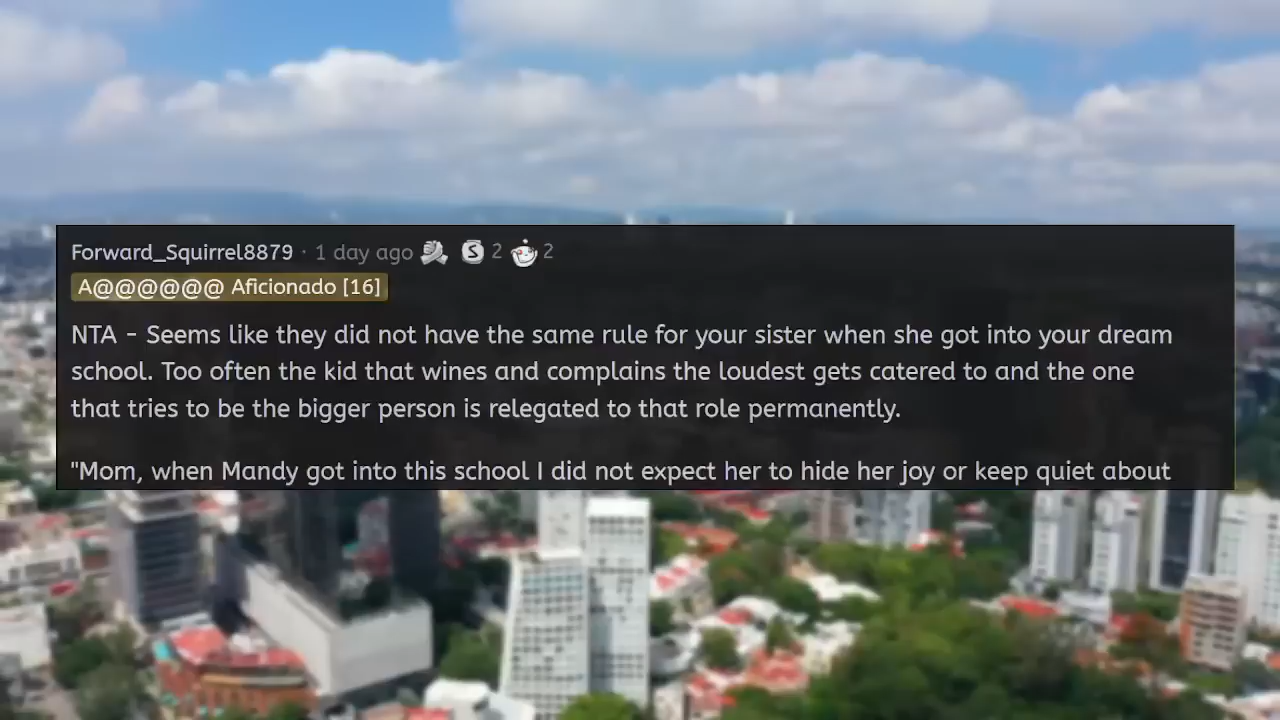 Forward_Squirrel8879 · 1 day ago S 2 2
A@@@@@@ Aficionado [16]
NTA - Seems like they did not have the same rule for your sister when she got into your dream
school. Too often the kid that wines and complains the loudest gets catered to and the one
that tries to be the bigger person is relegated to that role permanently.
"Mom, when Mandy got into this school I did not expect her to hide her joy or keep quiet about